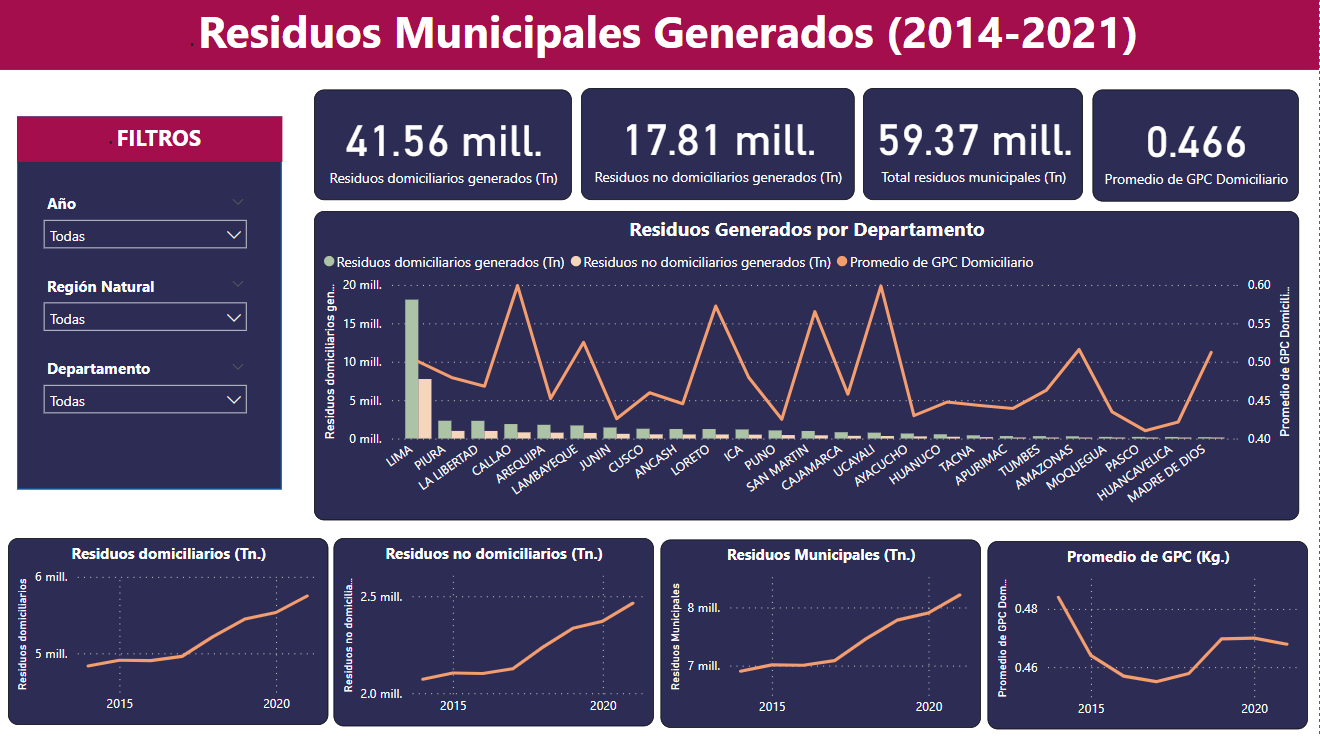 Residuos Municipales Generados (2014-2021)
FILTROS
Año
Todas
Región Natural
Todas
Departamento
Todas
41.56 mill.
Residuos domiciliarios generados (Tn)
17.81 mill.
Residuos no domiciliarios generados (Tn)
59.37 mill.
Total residuos municipales (Tn)
0.466
Promedio de GPC Domiciliario
Residuos Generados por Departamento
Residuos domiciliarios generados (Tn) Residuos no domiciliarios generados (Tn) Promedio de GPC Domiciliario
Residuos domiciliarios gen...
20 mill.
15 mill.
10 mill.
5 mill.
0 mill.
0.60
0.55
0.50
0.45
0.40
Promedio de GPC Domicili...
LIMA
PIURA
LA LIBERTAD
CALLAO
AREQUIPA
LAMBAYEQUE
JUNIN
CUSCO
ANCASH
LORETO
ICA
PUNO
SAN MARTIN
CAJAMARCA
UCAYALI
AYACUCHO
HUANUCO
TACNA
APURIMAC
TUMBES
AMAZONAS
MOQUEGUA
PASCO
HUANCAVELICA
MADRE DE DIOS
Residuos domiciliarios (Tn.)
Residuos domiciliarios
6 mill.
5 mill.
2015 2020
Residuos no domiciliarios (Tn.)
Residuos no domicilia...
2.5 mill.
2.0 mill.
2015 2020
Residuos Municipales (Tn.)
Residuos Municipales
8 mill.
7 mill.
2015 2020
Promedio de GPC (Kg.)
Promedio de GPC Dom...
0.48
0.46
2015 2020